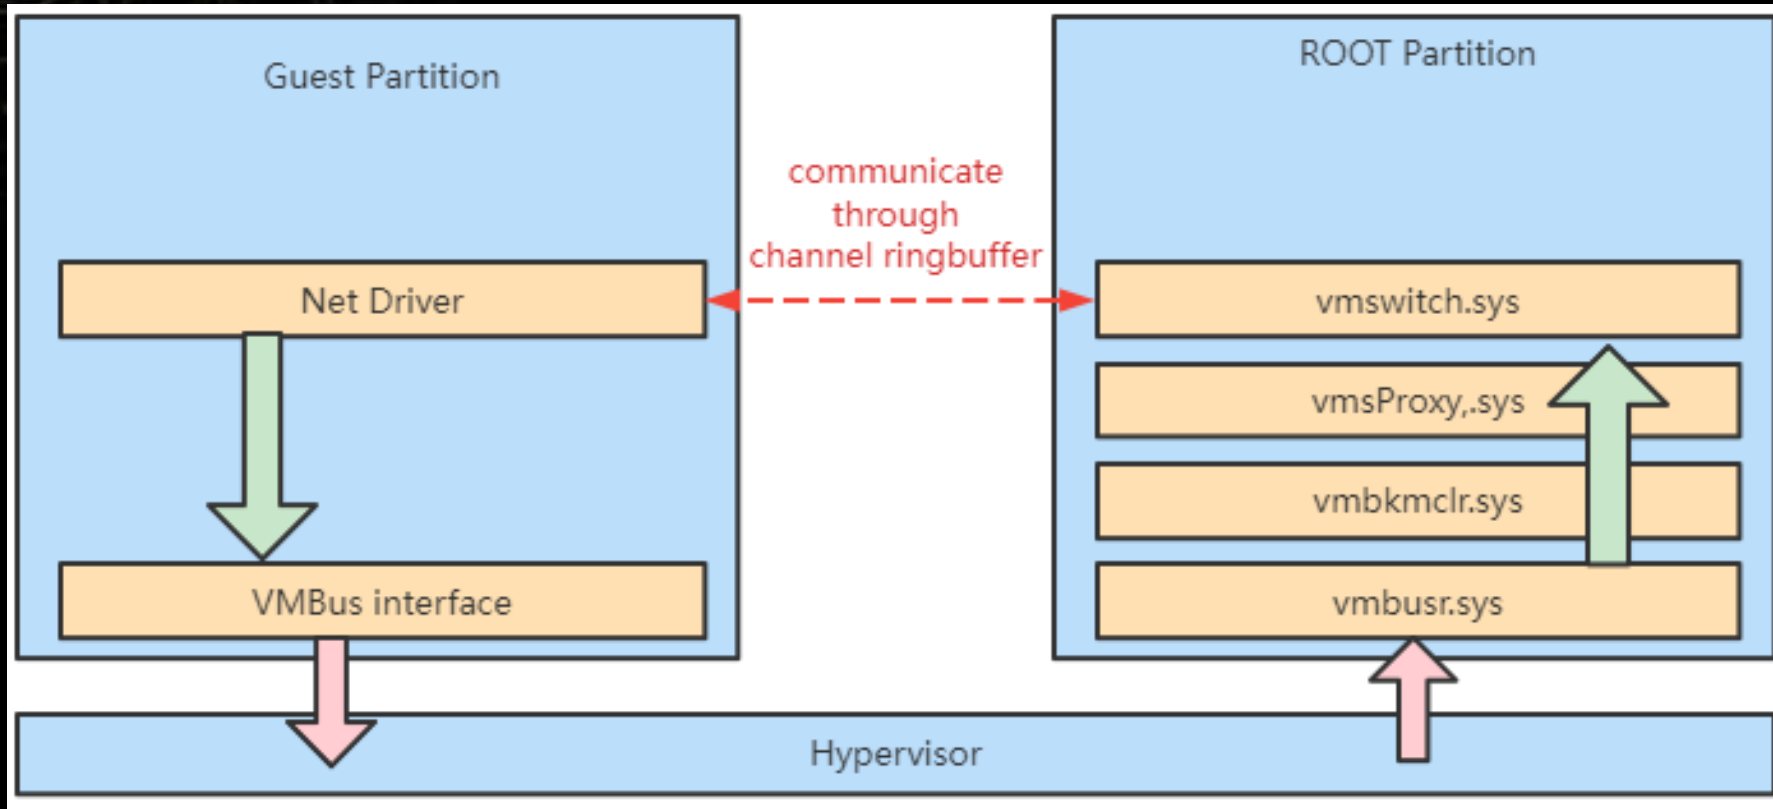 Guest Partition
ROOT Partition
communicate
through
channel ringbuffer
Net Driver
vmswitch.sys
vmsProxy,.sys
vmbkmclr.sys
VMBus interface
vmbusr.sys
Hypervisor